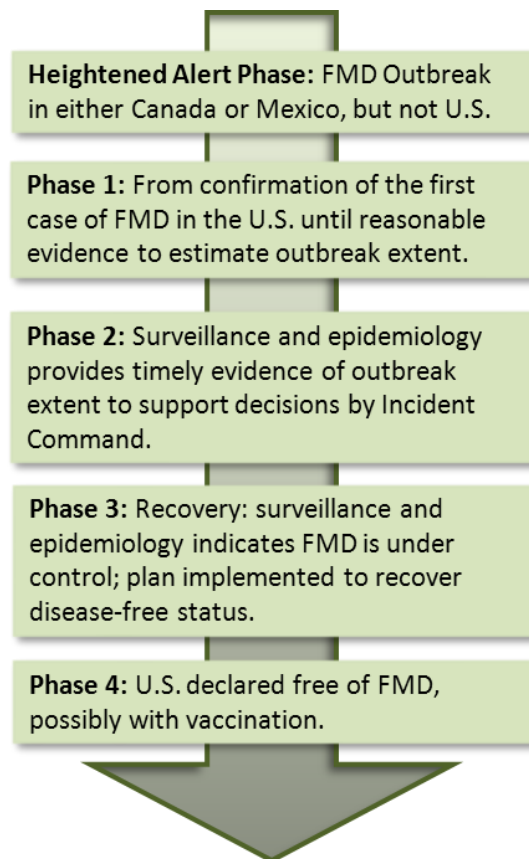 Heightened Alert Phase: FMD Outbreak
in either Canada or Mexico, but not U.S.
Phase 1: From confirmation of the first
case of FMD in the U.S. until reasonable
evidence to estimate outbreak extent.
Phase 2: Surveillance and epidemiology
provides timely evidence of outbreak
extent to support decisions by Incident
Command.
Phase 3: Recovery: surveillance and
epidemiology indicates FMD is under
control; plan implemented to recover
disease-free status.
Phase 4: U.S. declared free of FMD,
possibly with vaccination.